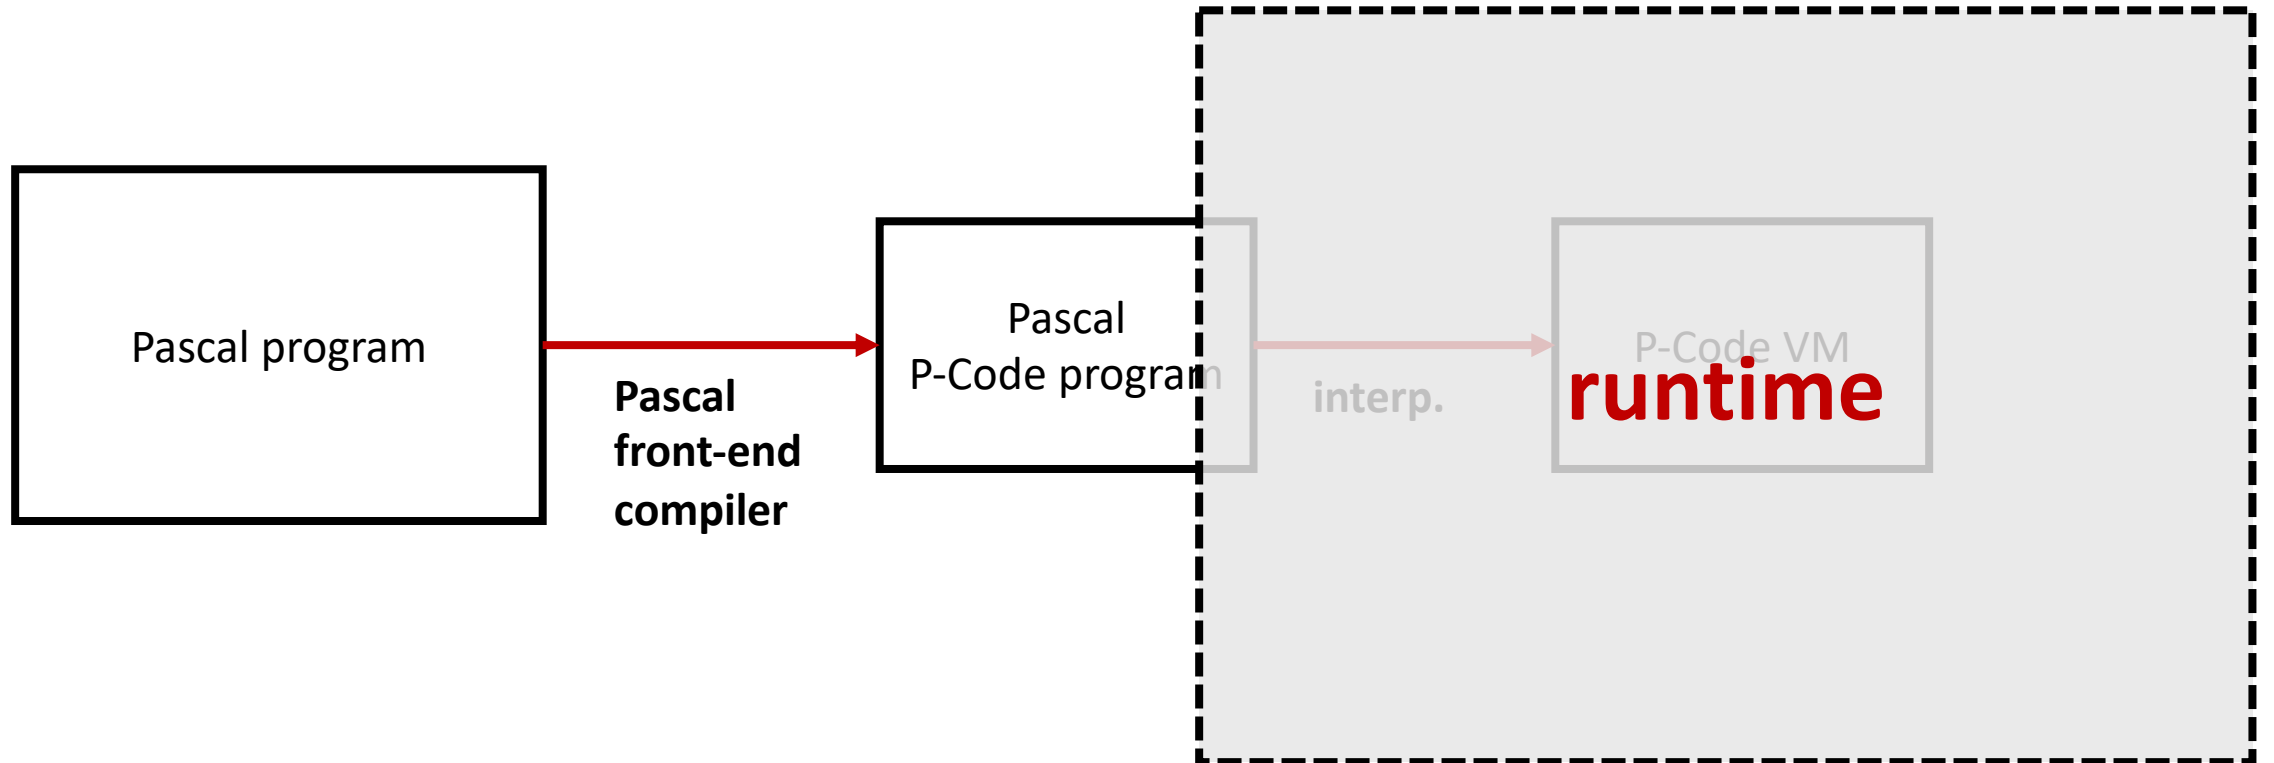 Pascal program
Pascal
front-end
compiler
Pascal
P-Code program
interp.
P-Code VM
runtime